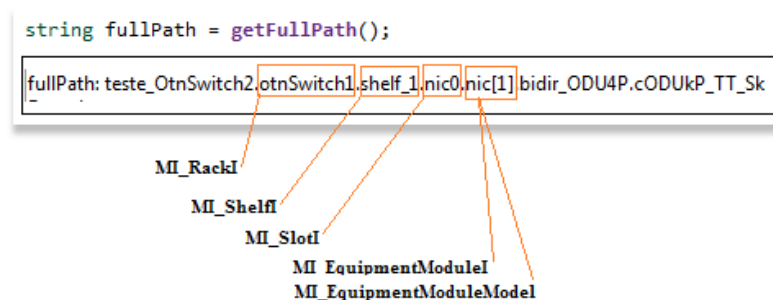 string fullPath = getFullPath();
fullPath: teste_OtnSwitch2.otnSwitch1.shelf_1.nic0.nic[1].bidir_ODU4P.cODUkP_TT_Sk
MI_RackI
MI_ShelfI
MI_SlotI
MI_EquipmentModuleI
MI_EquipmentModuleModel